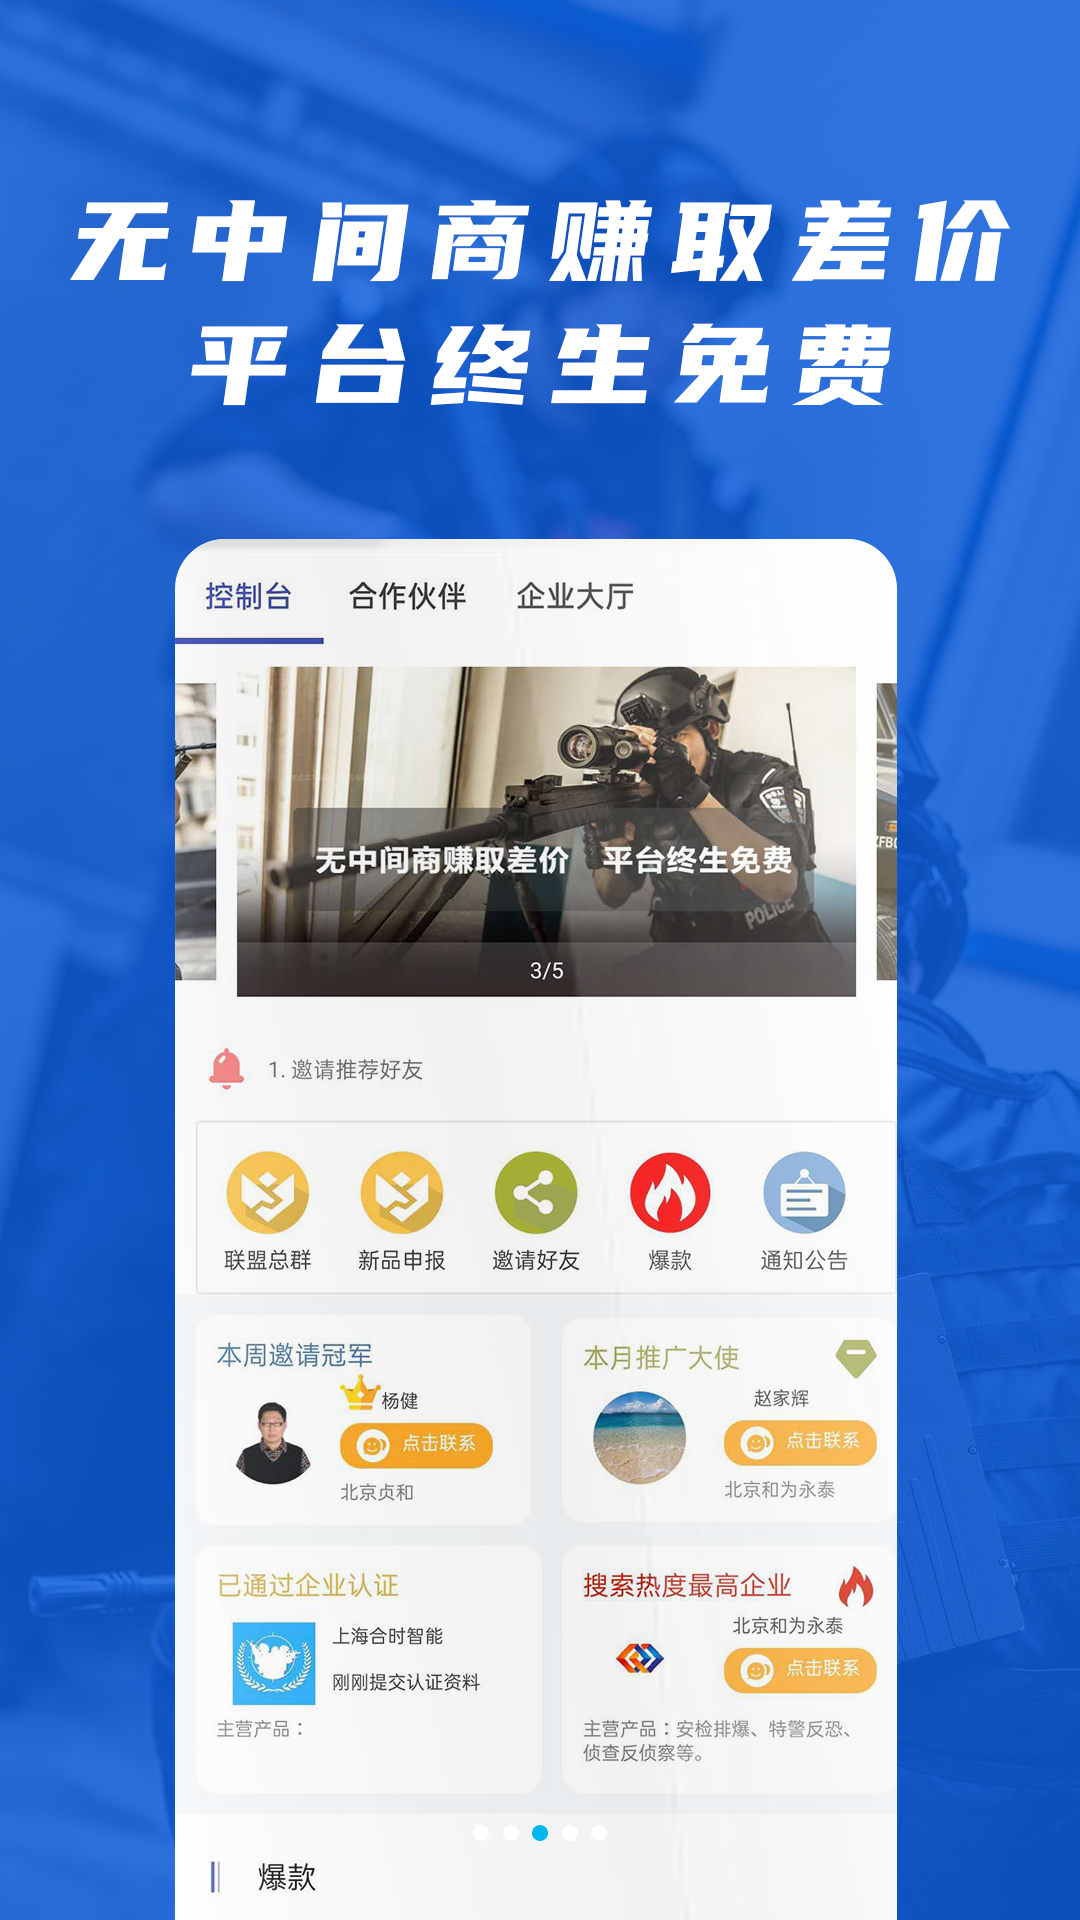 无中间商赚取差价
平台终生免费
控制台 合作伙伴 企业大厅
无中间商赚取差价 平台终生免费
POLICE
3/5
1. 邀请推荐好友
联盟总群 新品申报 邀请好友 爆款 通知公告
本周邀请冠军
杨健
点击联系
北京贞和
本月推广大使
赵家辉
点击联系
北京和为永泰
已通过企业认证
上海合时智能
刚刚提交认证资料
主营产品：
搜索热度最高企业
北京和为永泰
点击联系
主营产品：安检排爆、特警反恐、
侦查反侦察等。
爆款